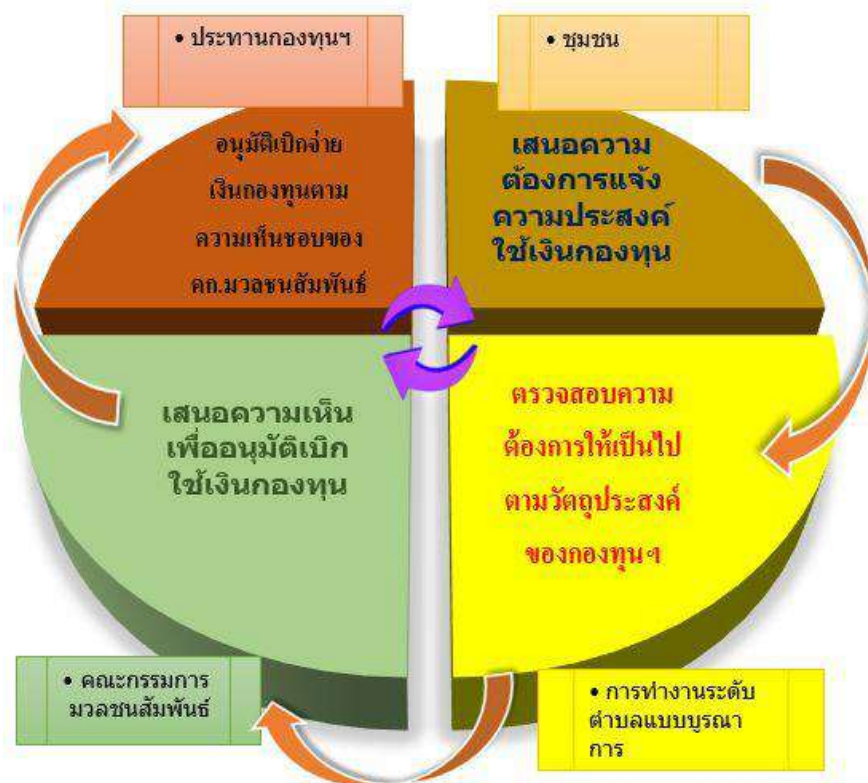 • ประทานกองทุนฯ
• ชุมชน
อนุมัติเบิกจ่าย
เงินกองทุนตาม
ความเห็นชอบของ
คก.มวลชนสัมพันธ์
เสนอความ
ต้องการแจ้ง
ความประสงค์
ใช้เงินกองทุน
เสนอความเห็น
เพื่ออนุมัติเบิก
ใช้เงินกองทุน
ตรวจสอบความ
ต้องการให้เป็นไป
ตามวัตถุประสงค์
ของกองทุนฯ
• คณะกรรมการ
มวลชนสัมพันธ์
• การทำงานระดับ
ตำบลแบบบูรณา
การ